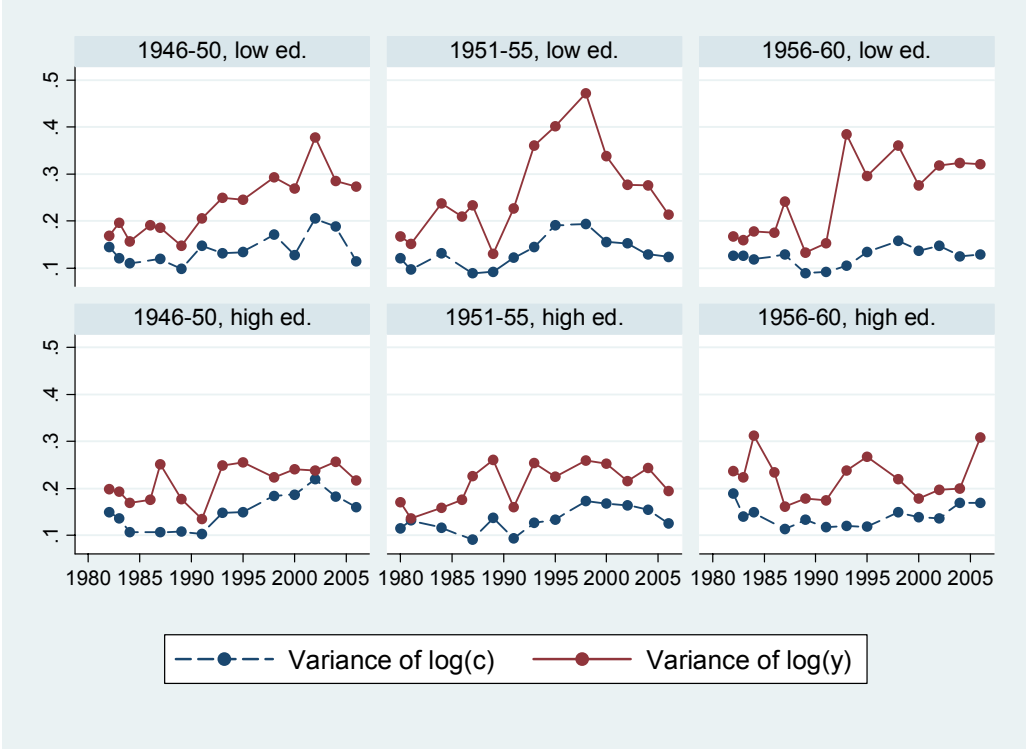 1946-50, low ed. 1951-55, low ed. 1956-60, low ed.
.5
.4
.3
.2
.1
1946-50, high ed. 1951-55, high ed. 1956-60, high ed.
.5
.4
.3
.2
.1
1980 1985 1990 1995 2000 2005 1980 1985 1990 1995 2000 2005 1980 1985 1990 1995 2000 2005
Variance of log(c) Variance of log(y)